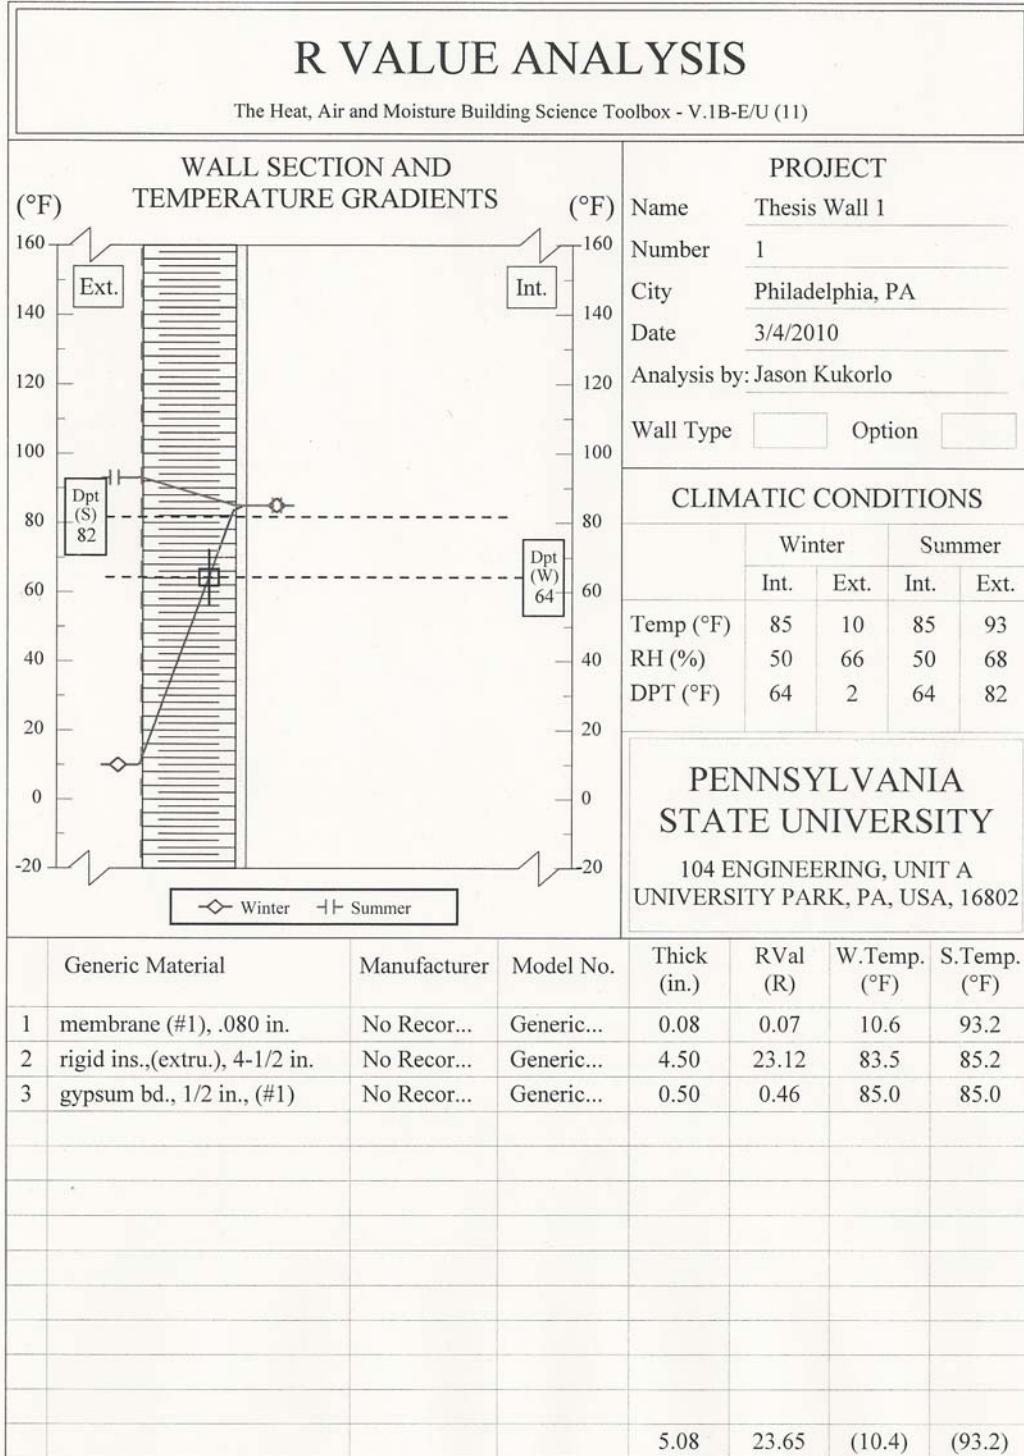 R VALUE ANALYSIS
The Heat, Air and Moisture Building Science Toolbox - V.1B-E/U (11)
WALL SECTION AND
TEMPERATURE GRADIENTS
(°F)
(°F)
160
140
120
100
80
60
40
20
0
-20
Ext.
Int.
Dpt
(S)
82
Dpt
(W)
64
160
140
120
100
80
60
40
20
0
-20
Winter Summer
PROJECT
Name Thesis Wall 1
Number 1
City Philadelphia, PA
Date 3/4/2010
Analysis by: Jason Kukorlo
Wall Type Option
CLIMATIC CONDITIONS
Winter Summer
Int. Ext. Int. Ext.
Temp (°F) 85 10 85 93
RH (%) 50 66 50 68
DPT (°F) 64 2 64 82
PENNSYLVANIA
STATE UNIVERSITY
104 ENGINEERING, UNIT A
UNIVERSITY PARK, PA, USA, 16802
Generic Material Manufacturer Model No. Thick (in.) RVal (R) W.Temp. (°F) S.Temp. (°F)
1 membrane (#1), .080 in. No Recor... Generic... 0.08 0.07 10.6 93.2
2 rigid ins.,(extru.), 4-1/2 in. No Recor... Generic... 4.50 23.12 83.5 85.2
3 gypsum bd., 1/2 in., (#1) No Recor... Generic... 0.50 0.46 85.0 85.0
5.08 23.65 (10.4) (93.2)